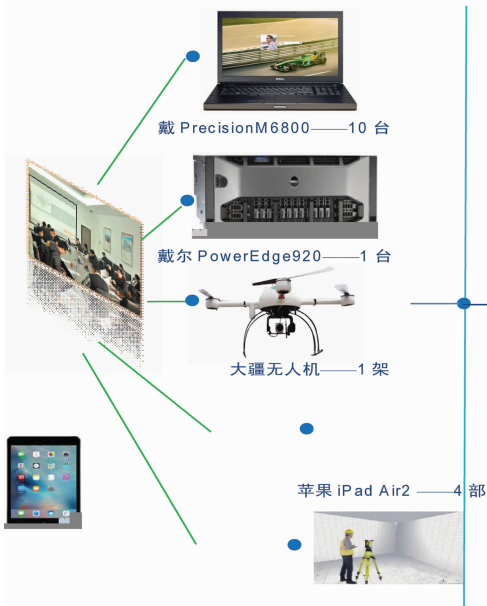 戴 PrecisionM6800——10 台
戴尔 PowerEdge920——1 台
大疆无人机——1 架
苹果 iPad Air2 ——4 部